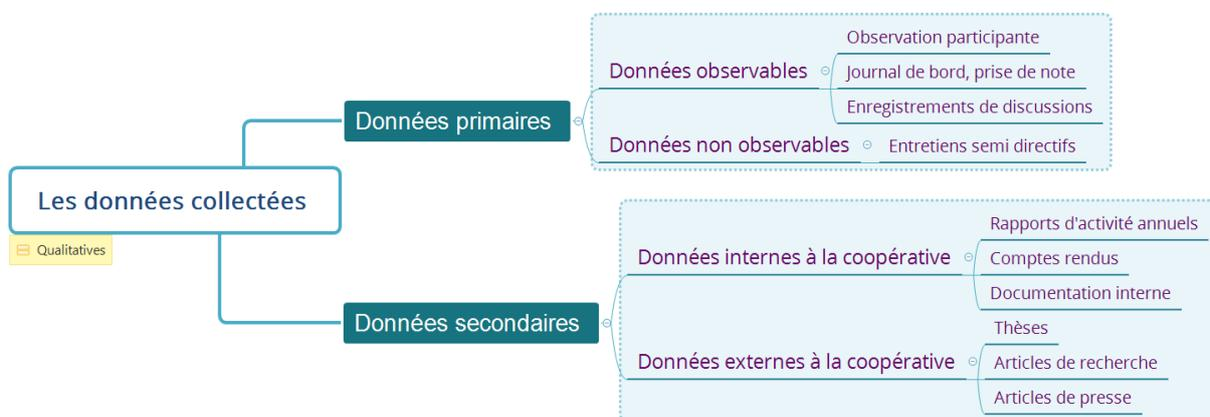 Les données collectées
Qualitatives
Données primaires
Données observables
Observation participante
Journal de bord, prise de note
Enregistrements de discussions
Données non observables
Entretiens semi directifs
Données secondaires
Données internes à la coopérative
Rapports d'activité annuels
Comptes rendus
Documentation interne
Données externes à la coopérative
Thèses
Articles de recherche
Articles de presse